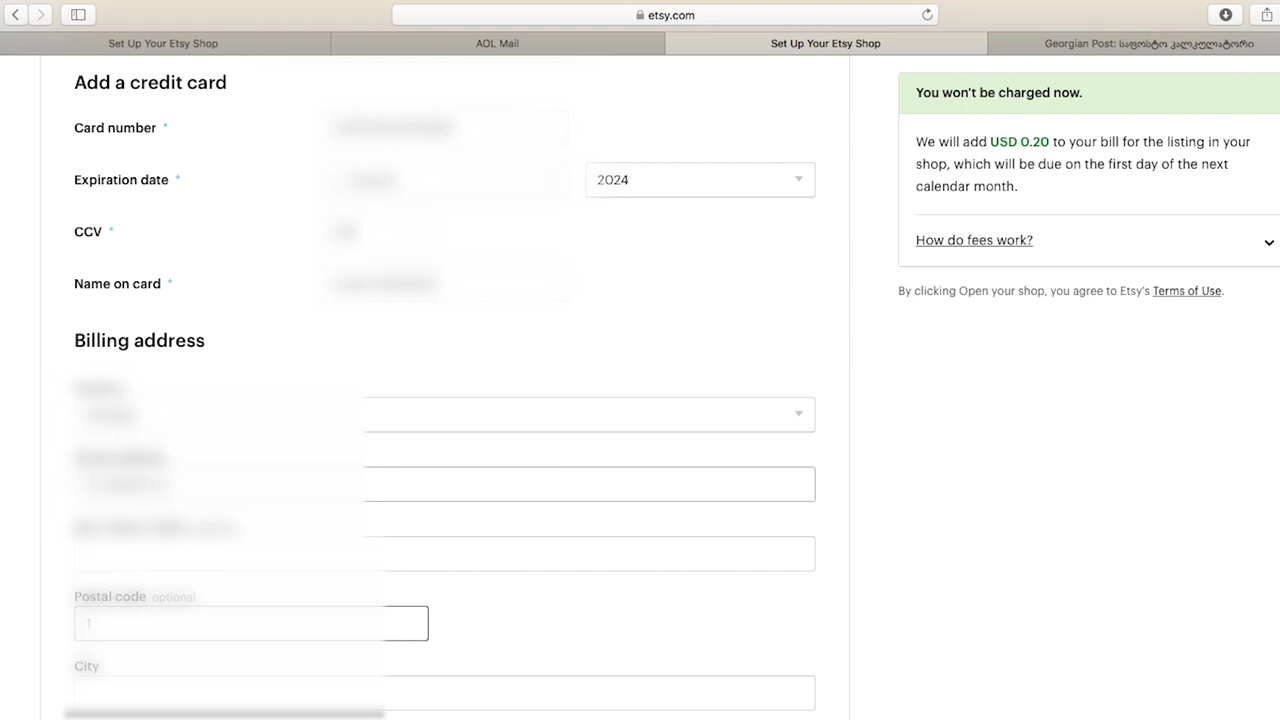 etsy.com
Set Up Your Etsy Shop
AOL Mail
Set Up Your Etsy Shop
Georgian Post: საფოსტო კალკულატორი
Add a credit card
Card number *
Expiration date *
2024
CCV *
Name on card *
Billing address
Postal code optional
1
City
You won't be charged now.
We will add USD 0.20 to your bill for the listing in your
shop, which will be due on the first day of the next
calendar month.
How do fees work?
By clicking Open your shop, you agree to Etsy's Terms of Use.